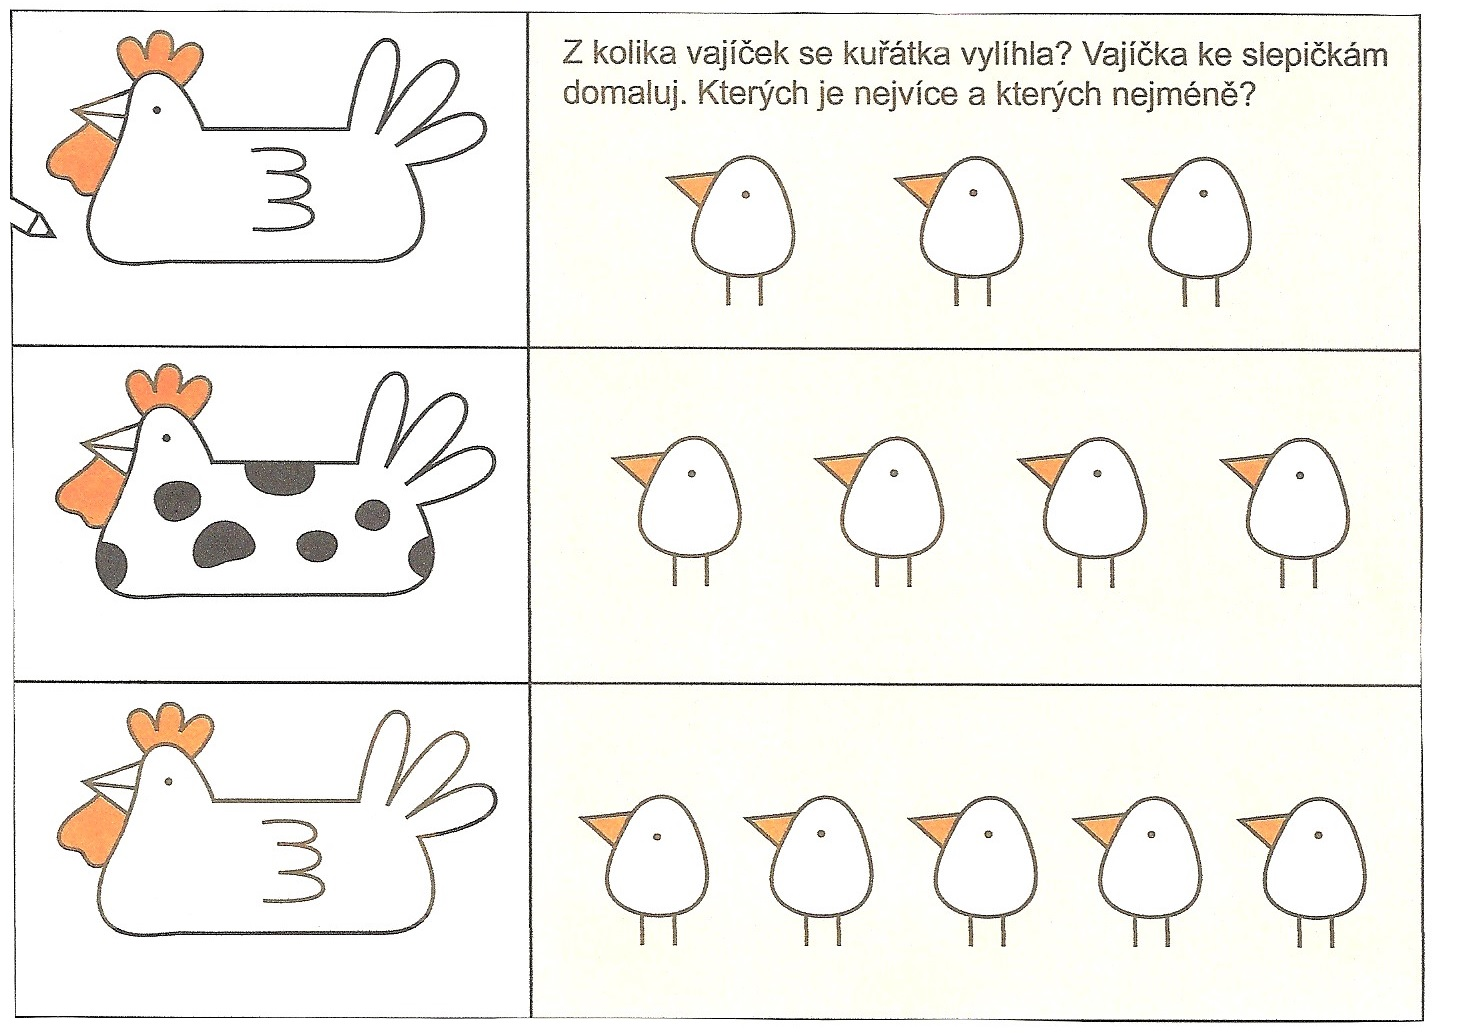 Z kolika vajíček se kuřátka vylíhla? Vajíčka ke slepičkám
domaluj. Kterých je nejvíce a kterých nejméně?